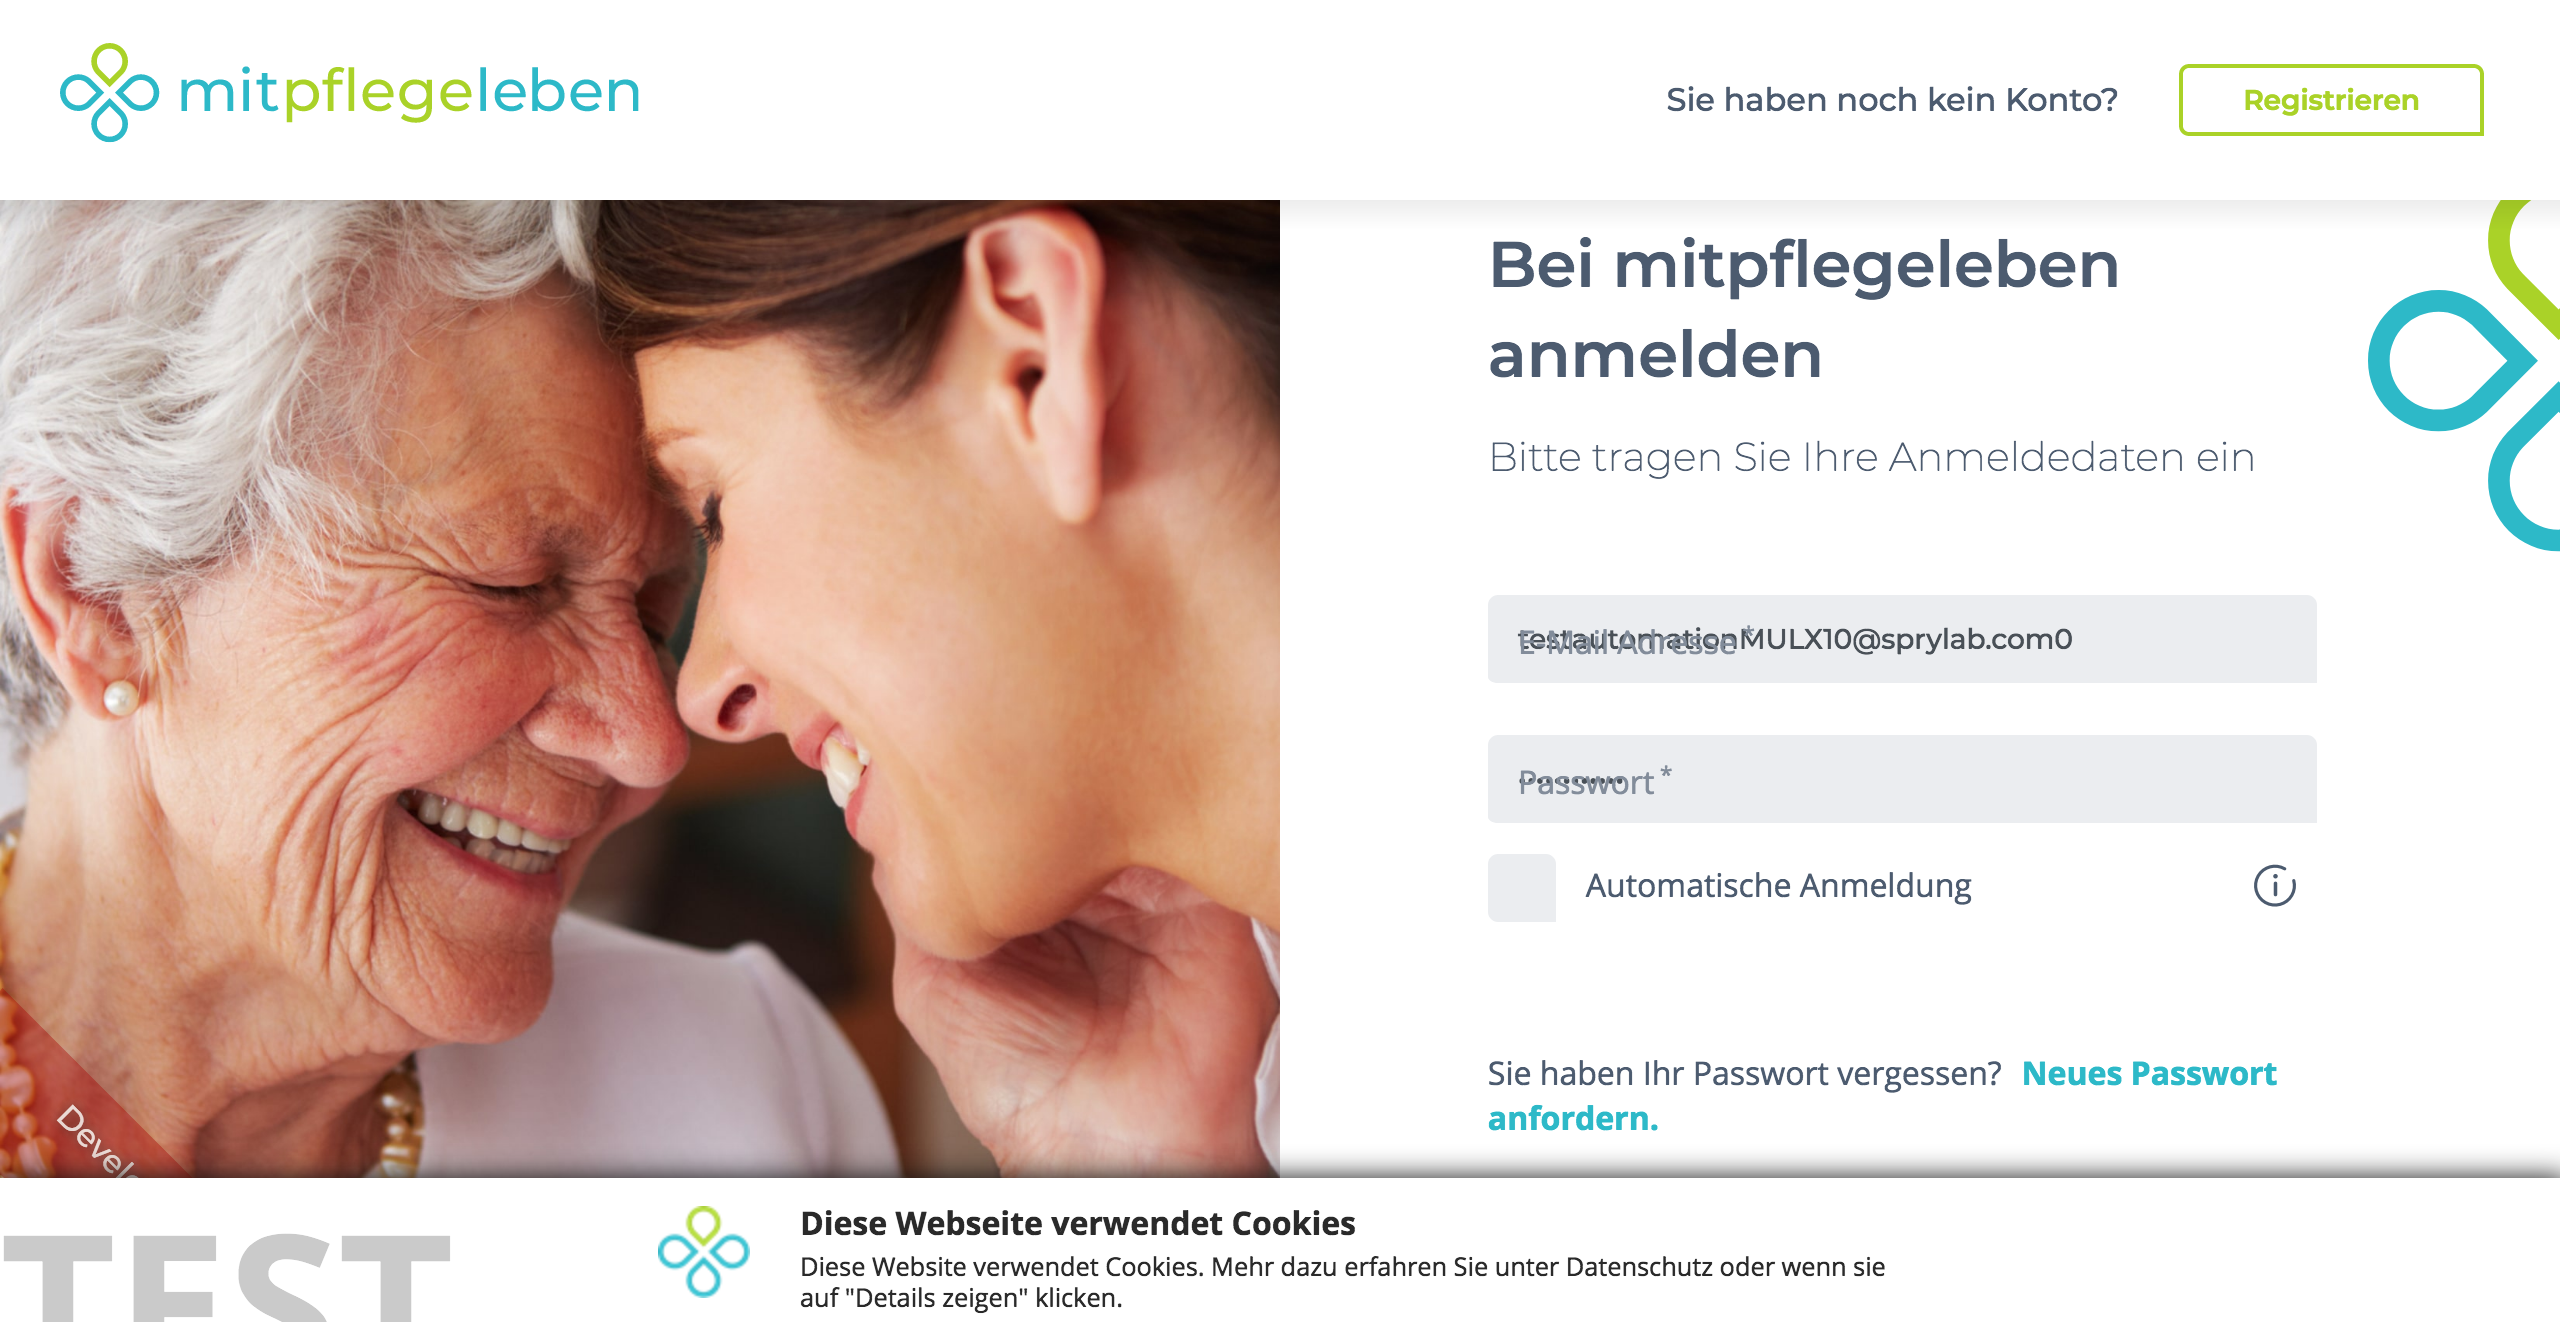 mitpflegeleben
Sie haben noch kein Konto?
Registrieren
Bei mitpflegeleben
anmelden
Bitte tragen Sie Ihre Anmeldedaten ein
E-Mail Adresse *
testautomationMULX10@sprylab.com0
Passwort *
Automatische Anmeldung
Sie haben Ihr Passwort vergessen? Neues Passwort
anfordern.
Develo
Diese Webseite verwendet Cookies
Diese Website verwendet Cookies. Mehr dazu erfahren Sie unter Datenschutz oder wenn sie
auf "Details zeigen" klicken.
TEST